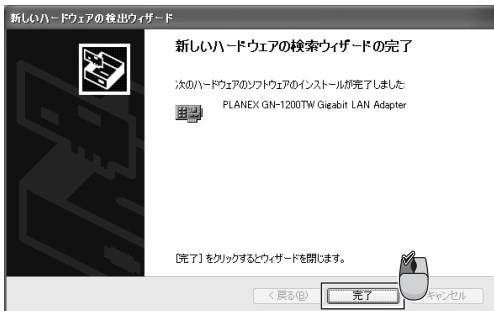 新しいハードウェアの検出ウィザード
新しいハードウェアの検索ウィザードの完了
次のハードウェアのソフトウェアのインストールが完了しました:
PLANEX GN-1200TW Gigabit LAN Adapter
[完了] をクリックするとウィザードを閉じます。
< 戻る(B)
完了
キャンセル